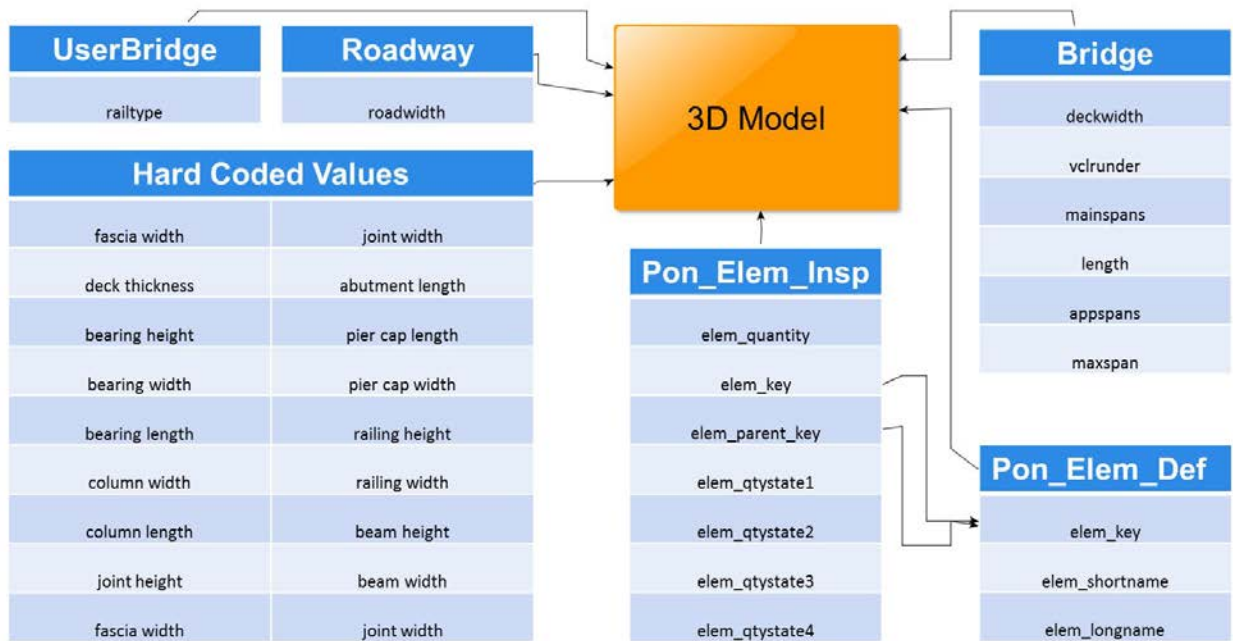 UserBridge
railtype
Roadway
roadwidth
3D Model
Bridge
deckwidth
vclrunder
mainspans
length
appspans
maxspan
Hard Coded Values
fascia width joint width
deck thickness abutment length
bearing height pier cap length
bearing width pier cap width
bearing length railing height
column width railing width
column length beam height
joint height beam width
fascia width joint width
Pon_Elem_Insp
elem_quantity
elem_key
elem_parent_key
elem_qtystate1
elem_qtystate2
elem_qtystate3
elem_qtystate4
Pon_Elem_Def
elem_key
elem_shortname
elem_longname